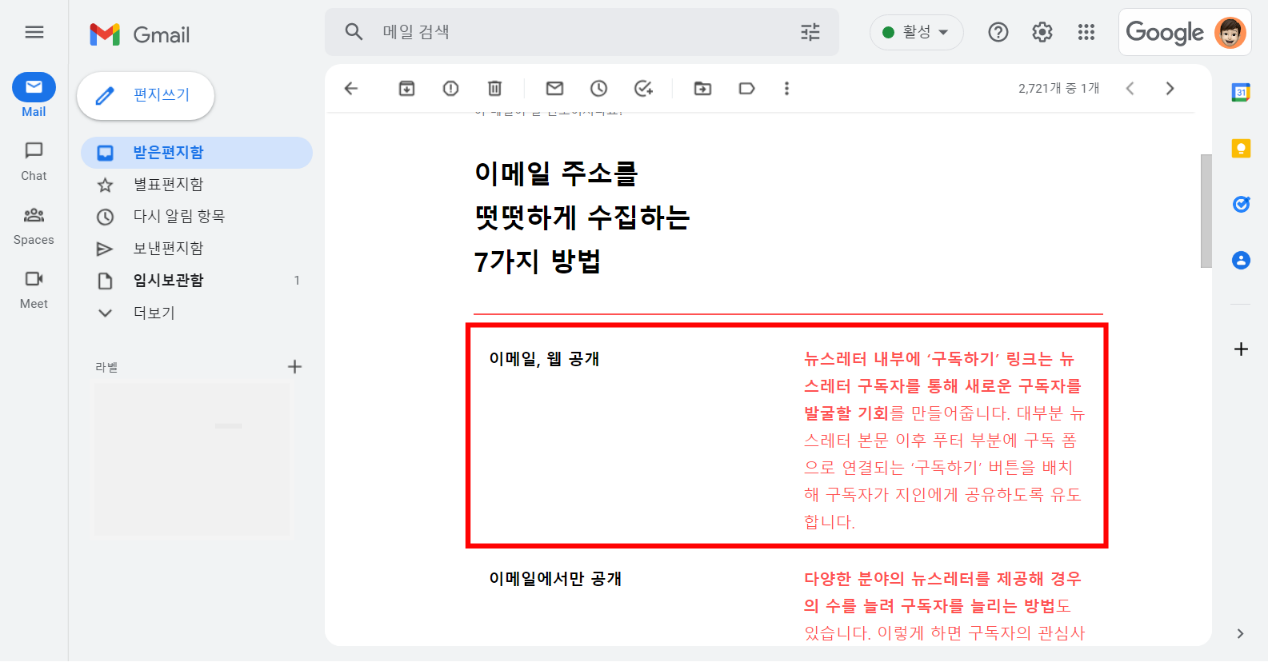 Gmail
메일 검색
활성
Google
Mail
편지쓰기
2,721개 중 1개
31
받은편지함
Chat
별표편지함
다시 알림 항목
Spaces
보낸편지함
임시보관함 1
Meet
더보기
라벨
이메일 주소를
떳떳하게 수집하는
7가지 방법
이메일, 웹 공개
뉴스레터 내부에 ‘구독하기’ 링크는 뉴
스레터 구독자를 통해 새로운 구독자를
발굴할 기회를 만들어줍니다. 대부분 뉴
스레터 본문 이후 푸터 부분에 구독 폼
으로 연결되는 ‘구독하기’ 버튼을 배치
해 구독자가 지인에게 공유하도록 유도
합니다.
이메일에서만 공개
다양한 분야의 뉴스레터를 제공해 경우
의 수를 늘려 구독자를 늘리는 방법도
있습니다. 이렇게 하면 구독자의 관심사